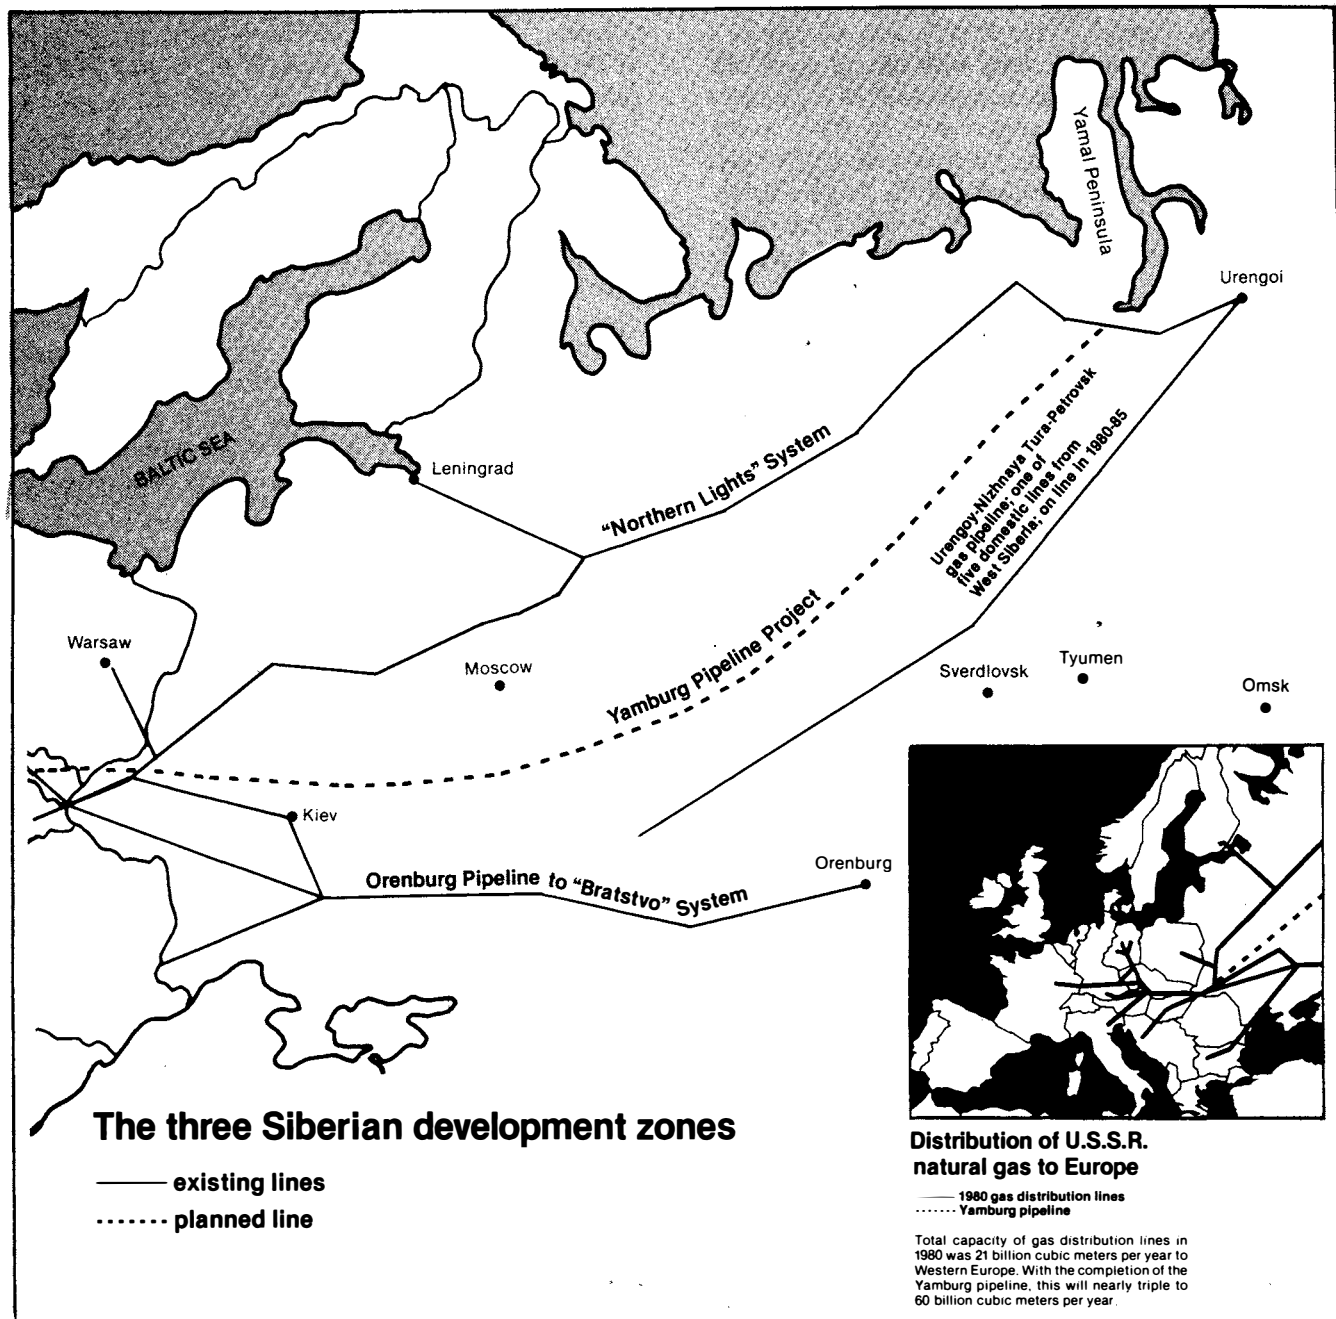 Yamal Peninsula
Urengoi
BALTIC SEA
Leningrad
"Northern Lights" System
Urengoy-Nizhnaya Tura-Petrovsk
gas pipeline; one of
five domestic lines from
West Siberia; on line in 1980-85
Warsaw
Moscow
Yamburg Pipeline Project
Sverdlovsk
Tyumen
Omsk
Kiev
Orenburg Pipeline to "Bratstvo" System
Orenburg
The three Siberian development zones
existing lines
planned line
Distribution of U.S.S.R.
natural gas to Europe
1980 gas distribution lines
Yamburg pipeline
Total capacity of gas distribution lines in
1980 was 21 billion cubic meters per year to
Western Europe. With the completion of the
Yamburg pipeline, this will nearly triple to
60 billion cubic meters per year.